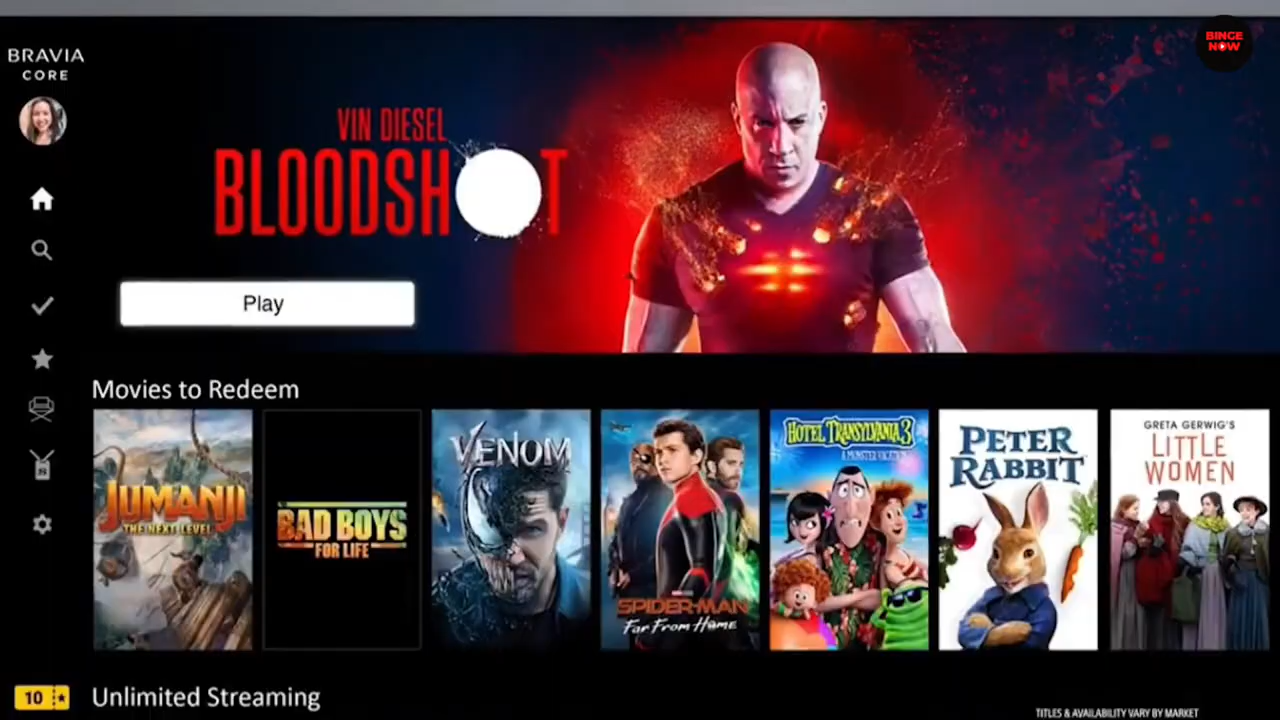 BRAVIA
CORE
BINGE
NOW
VIN DIESEL
BLOODSHOT
Play
Movies to Redeem
JUMANJI
THE NEXT LEVEL
BAD BOYS
FOR LIFE
VENOM
SPIDER-MAN
Far From Home
HOTEL TRANSYLVANIA 3
A MONSTER VACATION
PETER
RABBIT
GRETA GERWIG'S
LITTLE
WOMEN
10
Unlimited Streaming
TITLES & AVAILABILITY VARY BY MARKET